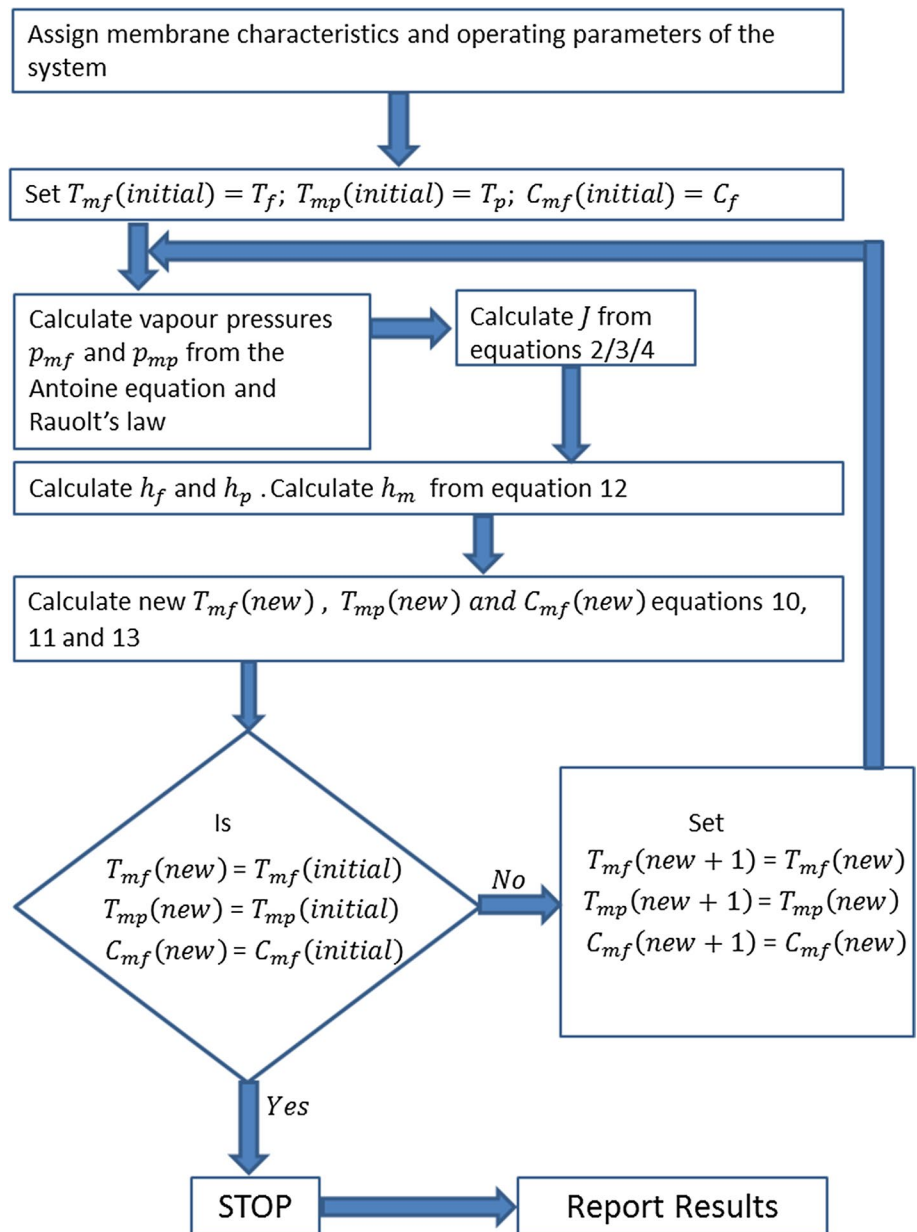 Assign membrane characteristics and operating parameters of the
system
Set T_mf(initial) = T_f; T_mp(initial) = T_p; C_mf(initial) = C_f
Calculate vapour pressures
p_mf and p_mp from the
Antoine equation and
Rauolt's law
Calculate J from
equations 2/3/4
Calculate h_f and h_p . Calculate h_m from equation 12
Calculate new T_mf(new) , T_mp(new) and C_mf(new) equations 10,
11 and 13
Is
T_mf(new) = T_mf(initial)
T_mp(new) = T_mp(initial)
C_mf(new) = C_mf(initial)
No
Set
T_mf(new + 1) = T_mf(new)
T_mp(new + 1) = T_mp(new)
C_mf(new + 1) = C_mf(new)
Yes
STOP
Report Results